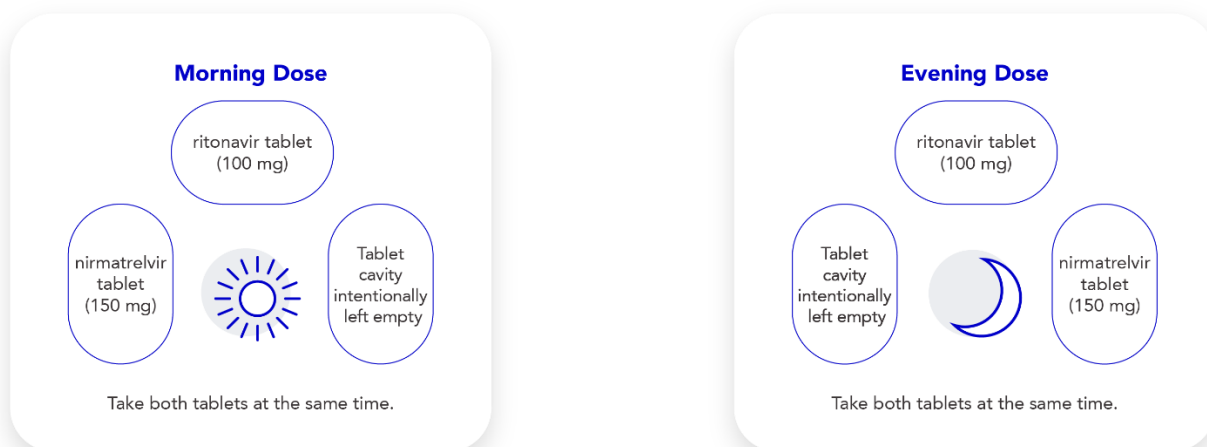 Morning Dose
ritonavir tablet
(100 mg)
nirmatrelvir
tablet
(150 mg)
Tablet
cavity
intentionally
left empty
Take both tablets at the same time.
Evening Dose
ritonavir tablet
(100 mg)
Tablet
cavity
intentionally
left empty
nirmatrelvir
tablet
(150 mg)
Take both tablets at the same time.